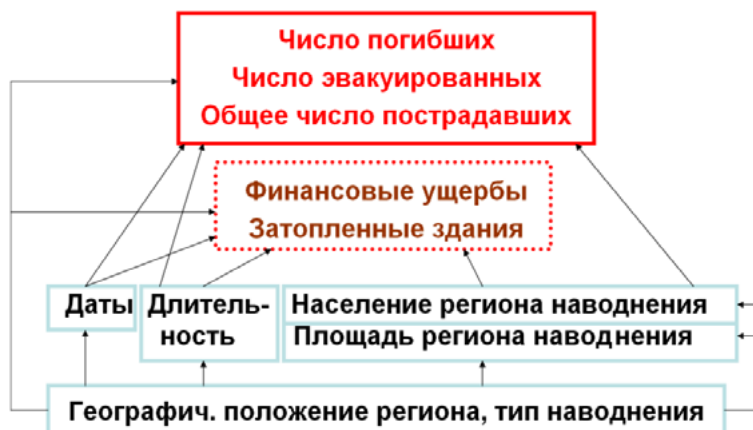 Число погибших
Число эвакуированных
Общее число пострадавших
Финансовые ущербы
Затопленные здания
Даты
Длитель-
ность
Население региона наводнения
Площадь региона наводнения
Географич. положение региона, тип наводнения